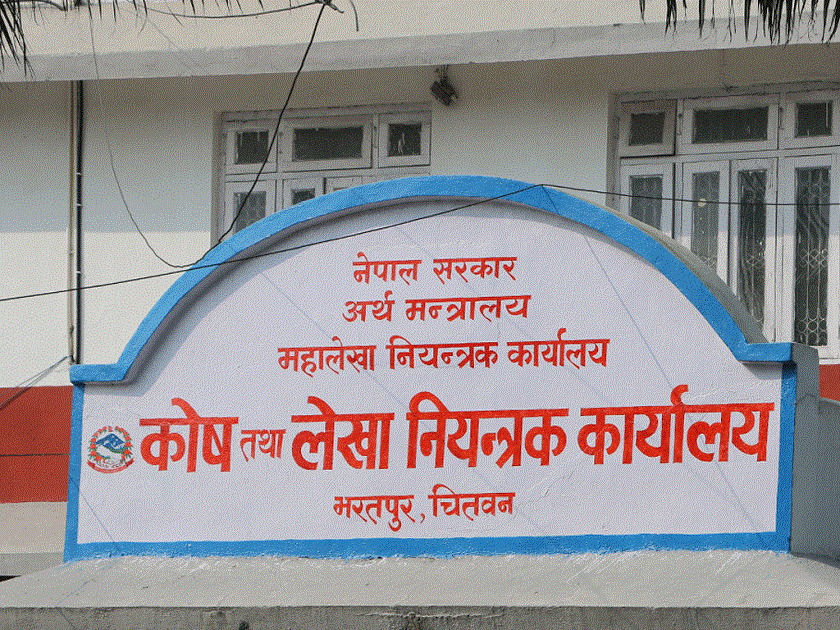 नेपाल सरकार
अर्थ मन्त्रालय
महालेखा नियन्त्रक कार्यालय
कोष तथा लेखा नियन्त्रक कार्यालय
भरतपुर, चितवन